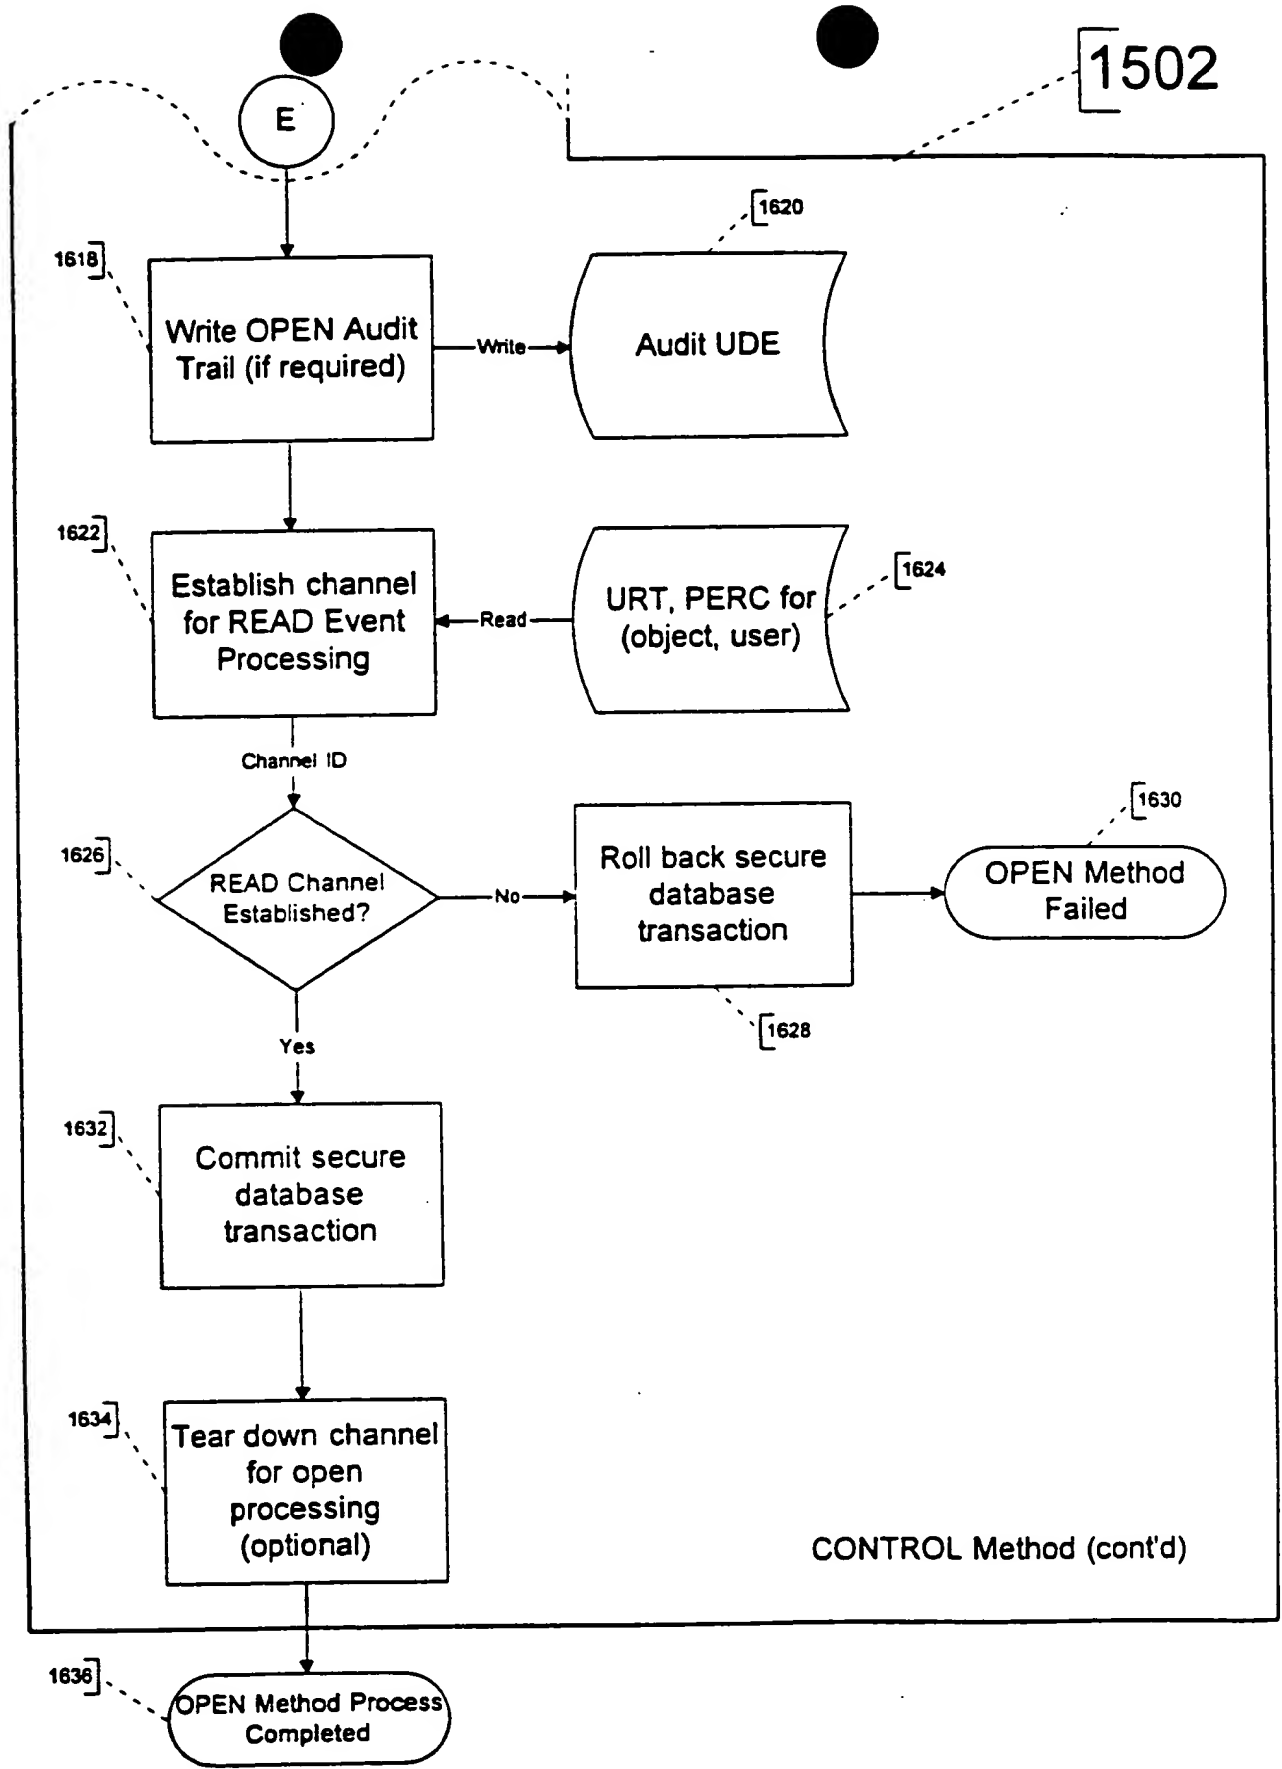 1502
E
1620
1618
Write OPEN Audit
Trail (if required)
Write
Audit UDE
1622
Establish channel
for READ Event
Processing
Read
URT, PERC for
(object, user)
1624
Channel ID
1630
1626
READ Channel
Established?
No
Roll back secure
database
transaction
OPEN Method
Failed
1628
Yes
1632
Commit secure
database
transaction
1634
Tear down channel
for open
processing
(optional)
CONTROL Method (cont'd)
1636
OPEN Method Process
Completed